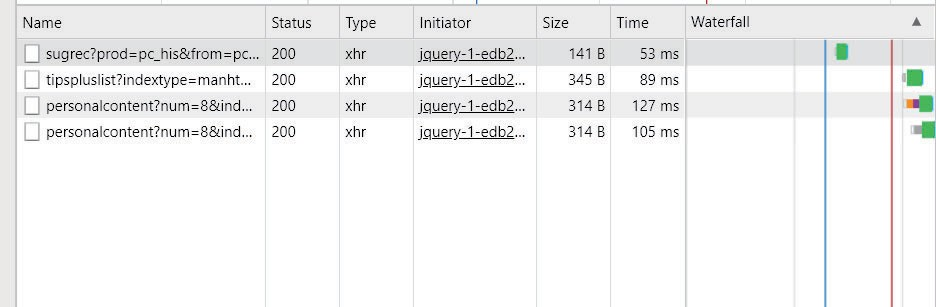 Name Status Type Initiator Size Time Waterfall
sugrec?prod=pc_his&from=pc... 200 xhr jquery-1-edb2... 141 B 53 ms
tipspluslist?indextype=manht... 200 xhr jquery-1-edb2... 345 B 89 ms
personalcontent?num=8&ind... 200 xhr jquery-1-edb2... 314 B 127 ms
personalcontent?num=8&ind... 200 xhr jquery-1-edb2... 314 B 105 ms